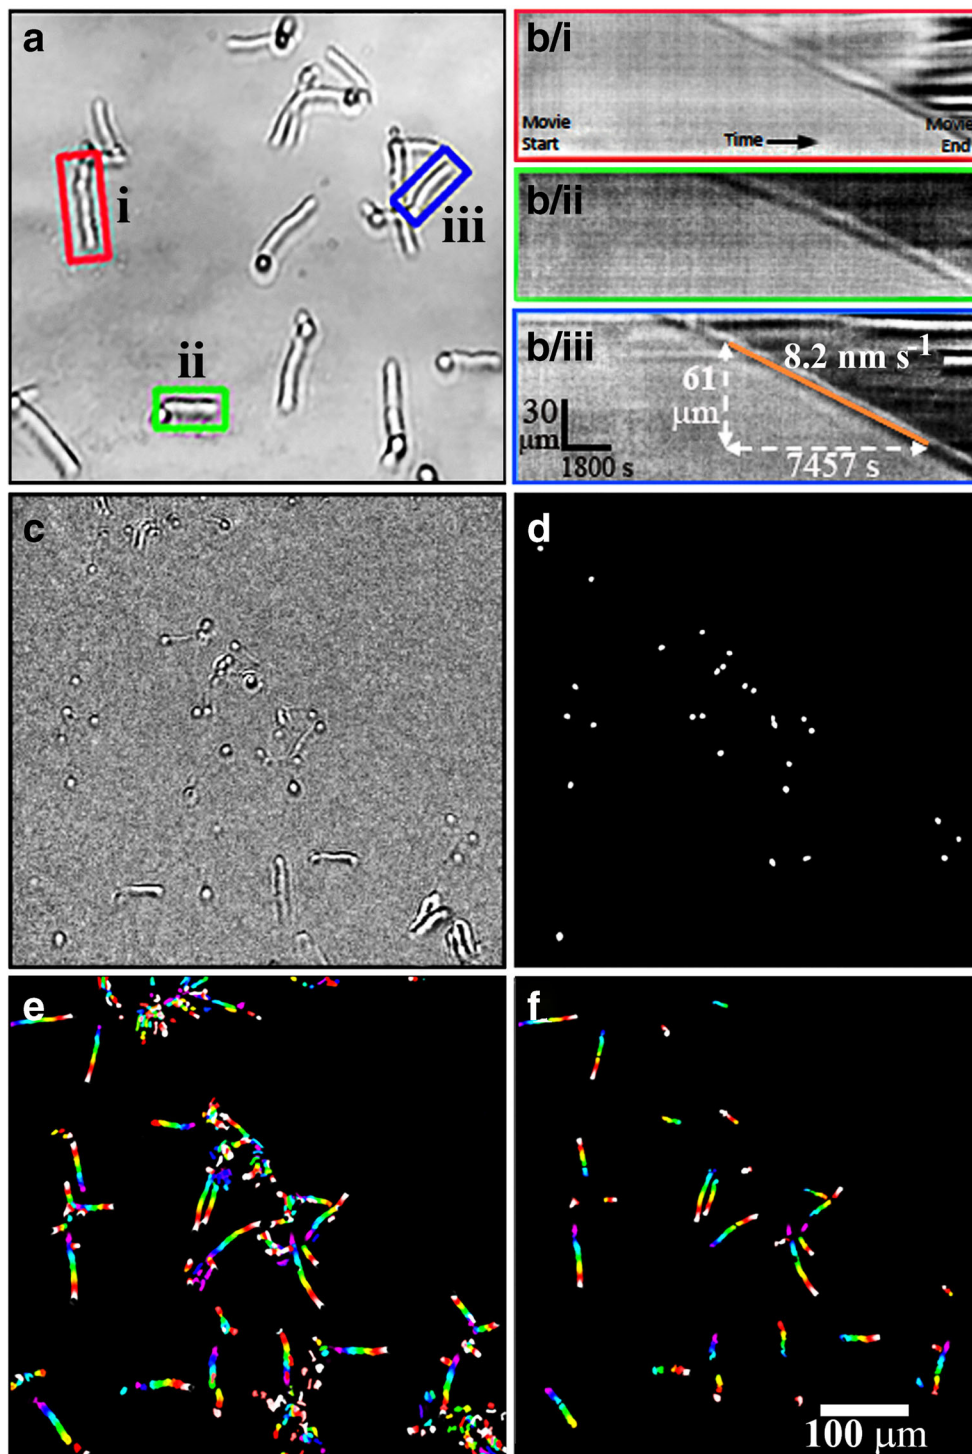 a
i
ii
iii
b/i
Movie
Start
Time
Movie
End
b/ii
b/iii
8.2 nm s-1
61
μm
30
μm
1800 s
7457 s
c
d
e
f
100 μm